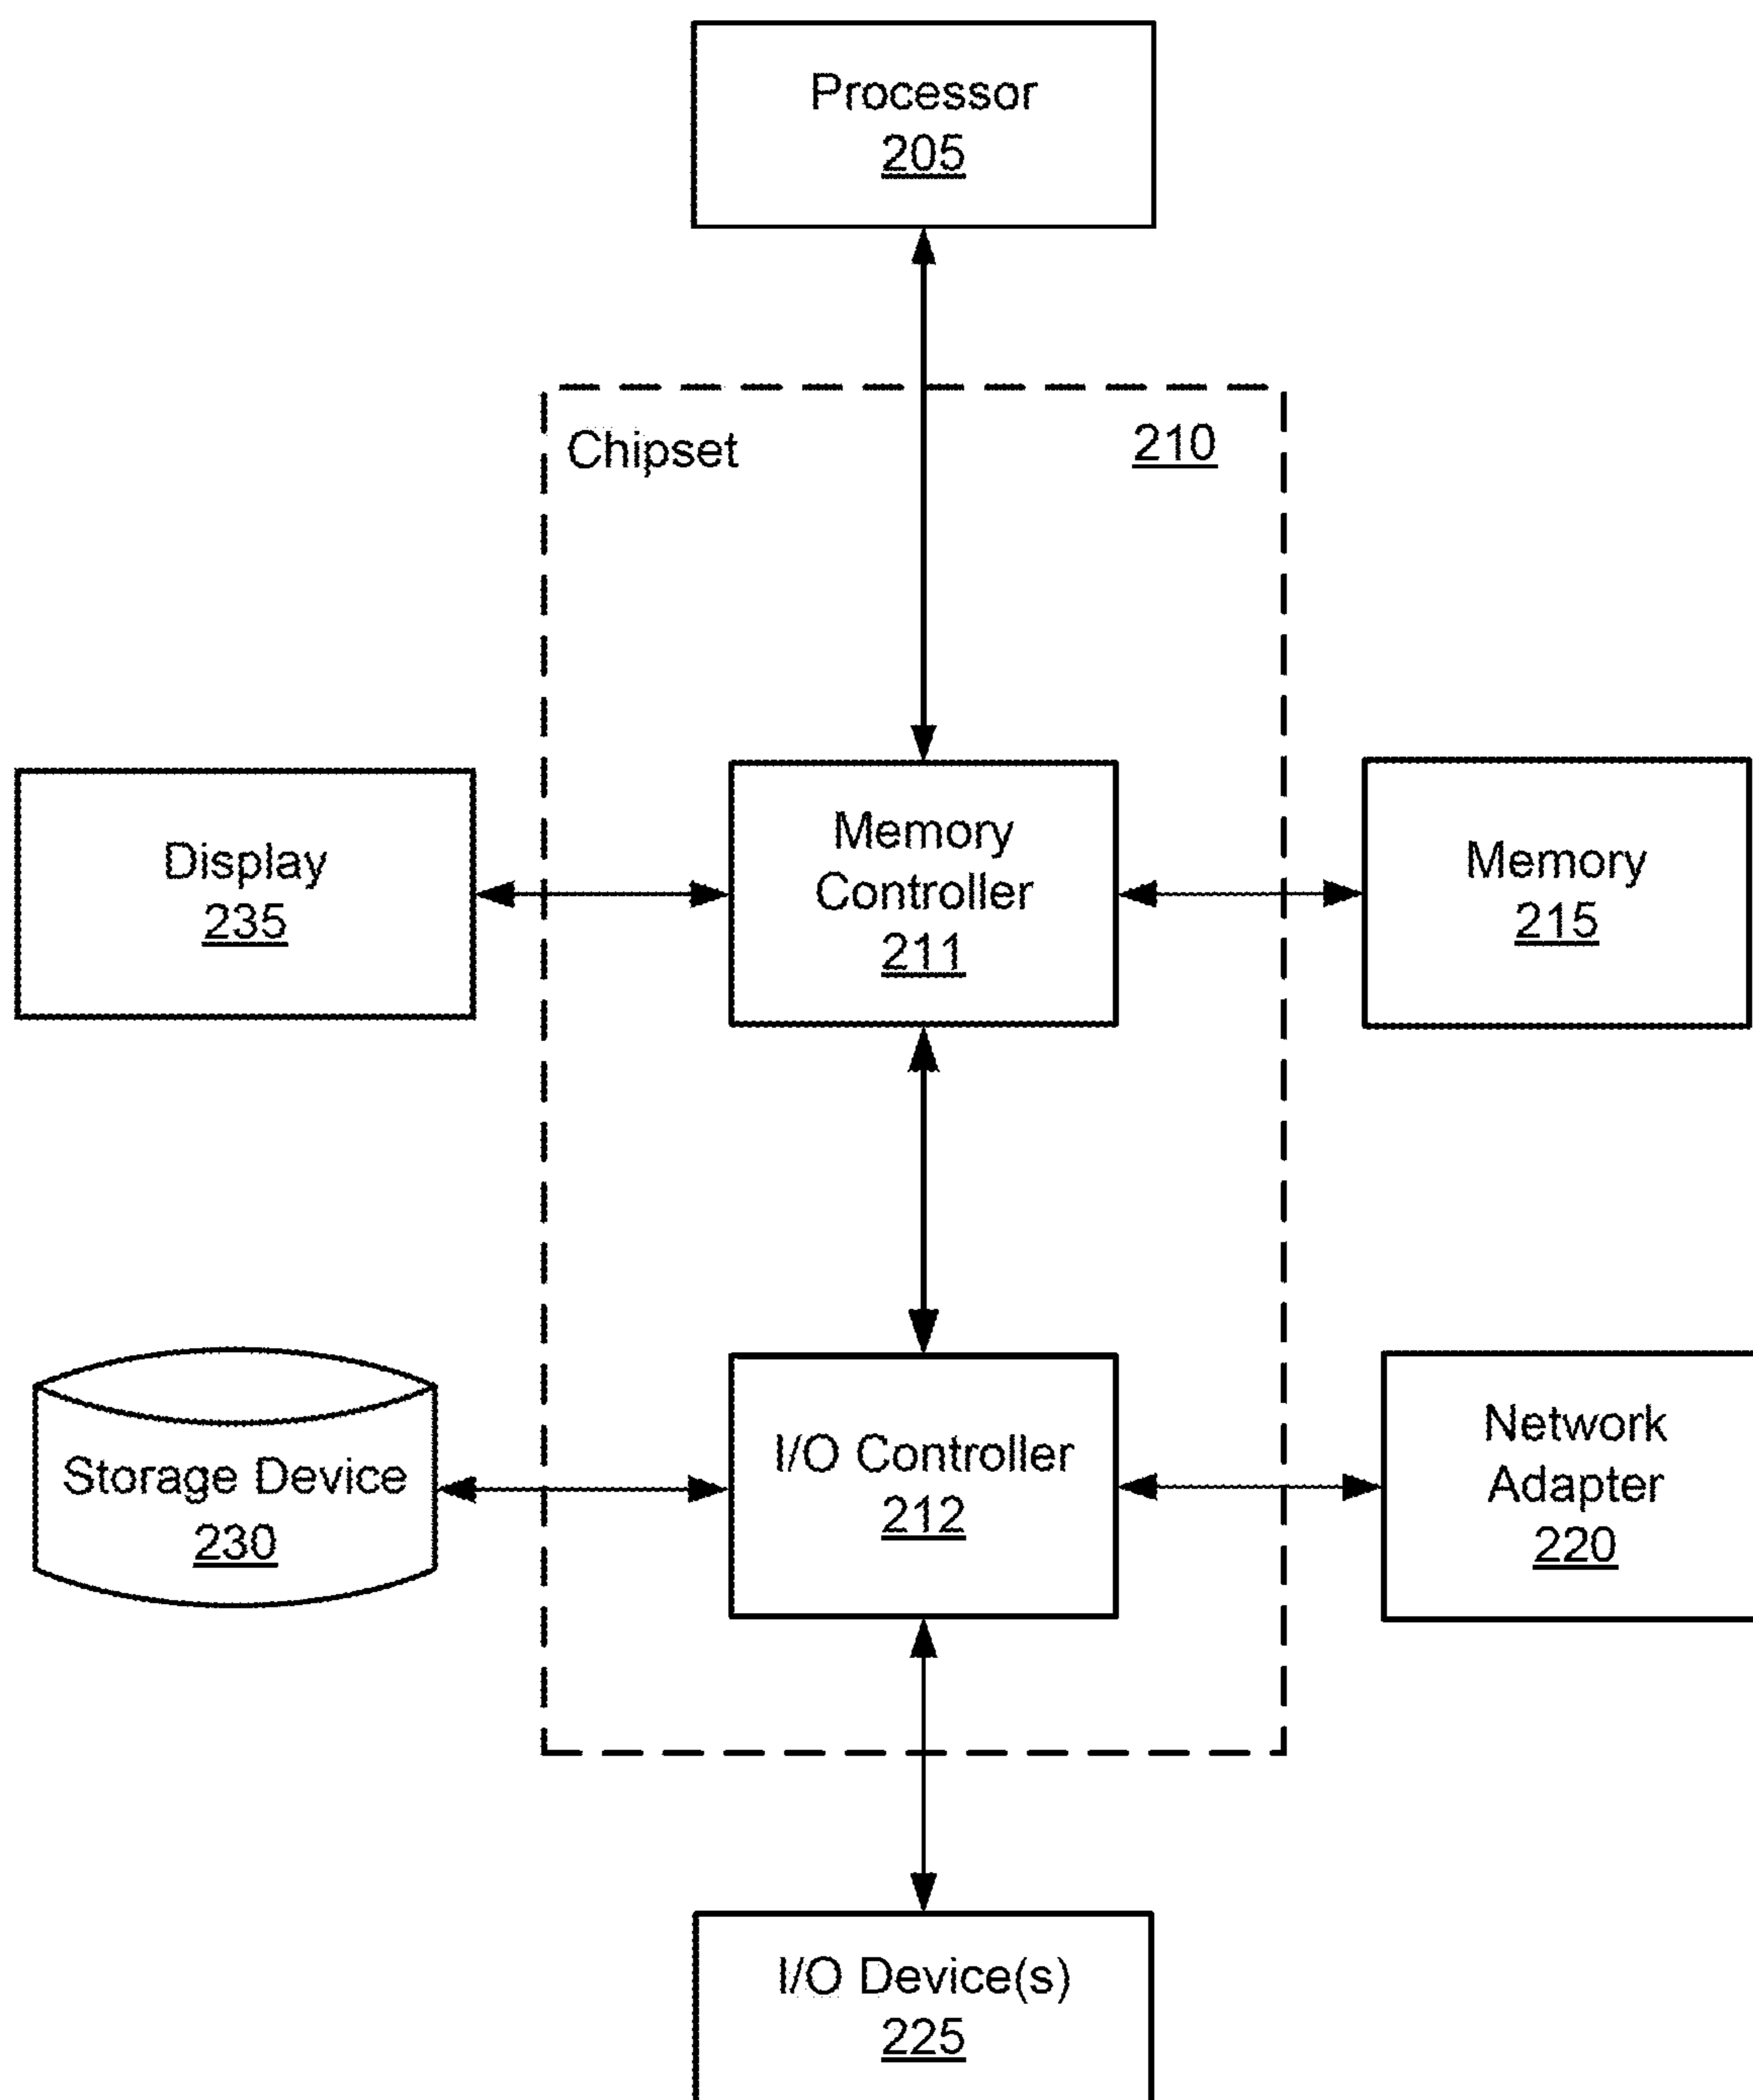 Processor
205
Chipset
210
Display
235
Memory
Controller
211
Memory
215
Storage Device
230
I/O Controller
212
Network
Adapter
220
I/O Device(s)
225